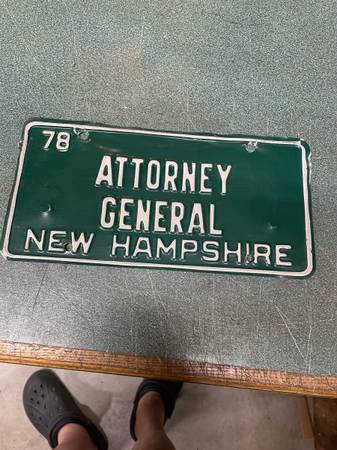 78
ATTORNEY
GENERAL
NEW HAMPSHIRE